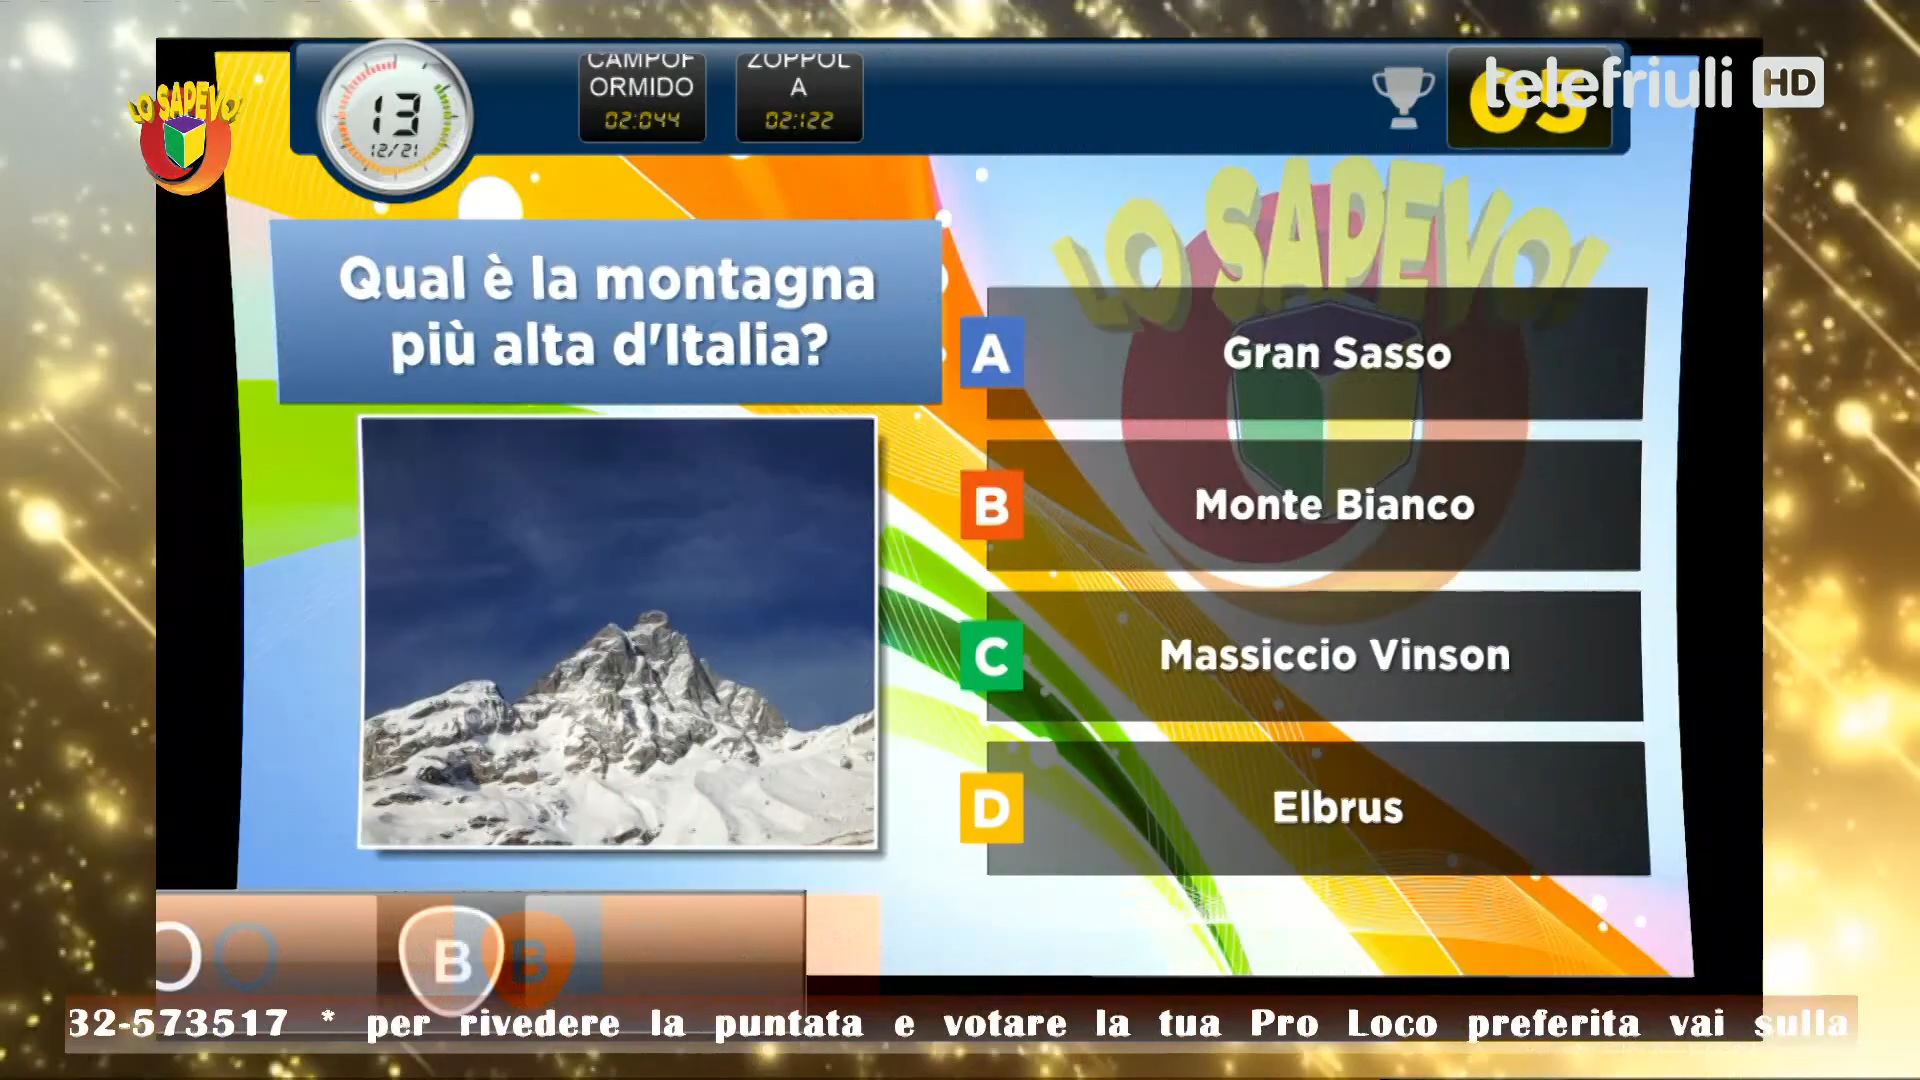 LO SAPEVO!
13
12/21
CAMPOF
ORMIDO
02:044
ZOPPOL
A
02:122
telefriuli HD
LO SAPEVO!
Qual è la montagna
più alta d'Italia?
A Gran Sasso
B Monte Bianco
C Massiccio Vinson
D Elbrus
B B
32-573517 * per rivedere la puntata e votare la tua Pro Loco preferita vai sulla